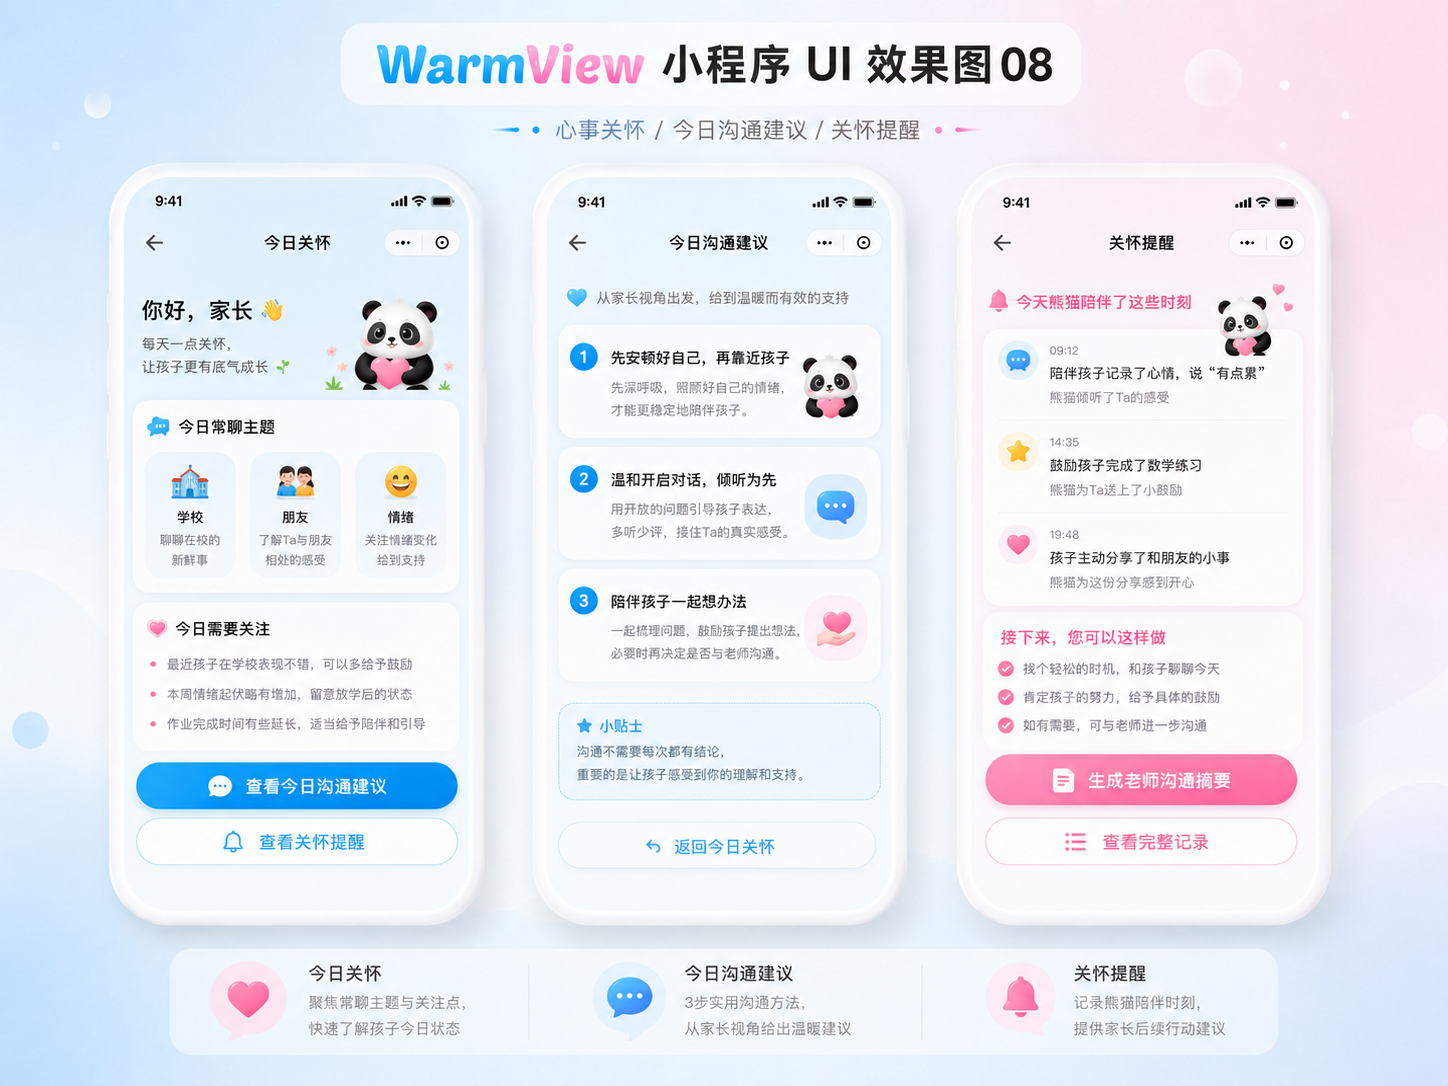 WarmView 小程序 UI 效果图 08
心事关怀 / 今日沟通建议 / 关怀提醒
9:41
今日关怀
你好，家长
每天一点关怀，
让孩子更有底气成长
今日常聊主题
学校
聊聊在校的
新鲜事
朋友
了解Ta与朋友
相处的感受
情绪
关注情绪变化
给到支持
今日需要关注
最近孩子在学校表现不错，可以多给予鼓励
本周情绪起伏略有增加，留意放学后的状态
作业完成时间有些延长，适当给予陪伴和引导
查看今日沟通建议
查看关怀提醒
9:41
今日沟通建议
从家长视角出发，给到温暖而有效的支持
1 先安顿好自己，再靠近孩子
先深呼吸，照顾好自己的情绪，
才能更稳定地陪伴孩子。
2 温和开启对话，倾听为先
用开放的问题引导孩子表达，
多听少评，接住Ta的真实感受。
3 陪伴孩子一起想办法
一起梳理问题，鼓励孩子提出想法，
必要时再决定是否与老师沟通。
小贴士
沟通不需要每次都有结论，
重要的是让孩子感受到你的理解和支持。
返回今日关怀
9:41
关怀提醒
今天熊猫陪伴了这些时刻
09:12
陪伴孩子记录了心情，说“有点累”
熊猫倾听了Ta的感受
14:35
鼓励孩子完成了数学练习
熊猫为Ta送上了小鼓励
19:48
孩子主动分享了和朋友的小事
熊猫为这份分享感到开心
接下来，您可以这样做
找个轻松的时机，和孩子聊聊今天
肯定孩子的努力，给予具体的鼓励
如有需要，可与老师进一步沟通
生成老师沟通摘要
查看完整记录
今日关怀
聚焦常聊主题与关注点，
快速了解孩子今日状态
今日沟通建议
3步实用沟通方法，
从家长视角给出温暖建议
关怀提醒
记录熊猫陪伴时刻，
提供家长后续行动建议